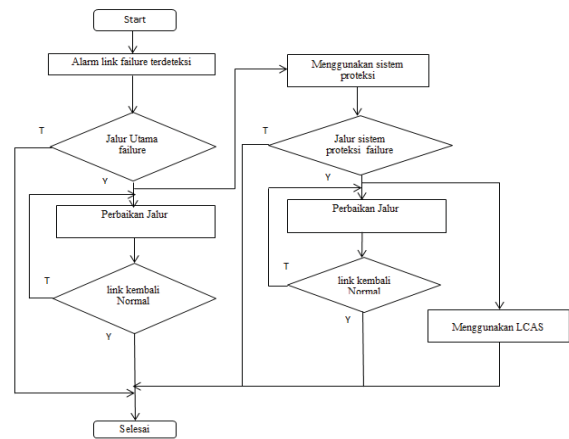 Start
Alarm link failure terdeteksi
T
Jalur Utama
failure
Y
Perbaikan Jalur
T
link kembali
Normal
Y
Selesai
Menggunakan sistem
proteksi
T
Jalur sistem
proteksi failure
Y
Perbaikan Jalur
T
link kembali
Normal
Y
Menggunakan LCAS